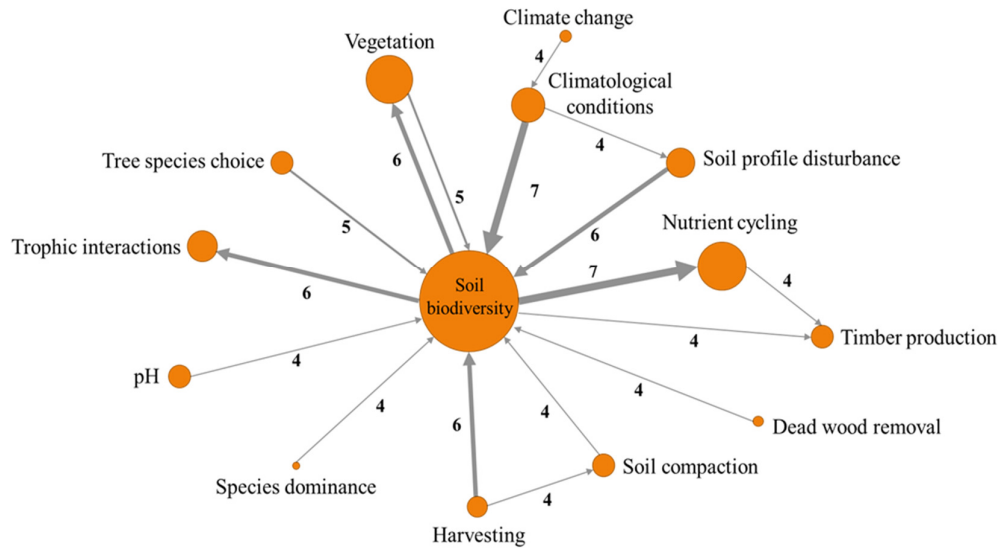 Climate change
4
Vegetation
Climatological
conditions
4
Tree species choice
6
5
7
Soil profile disturbance
5
6
Nutrient cycling
Trophic interactions
6
7
4
Soil
biodiversity
4
Timber production
pH
4
4
4
4
Dead wood removal
6
Species dominance
Soil compaction
4
Harvesting